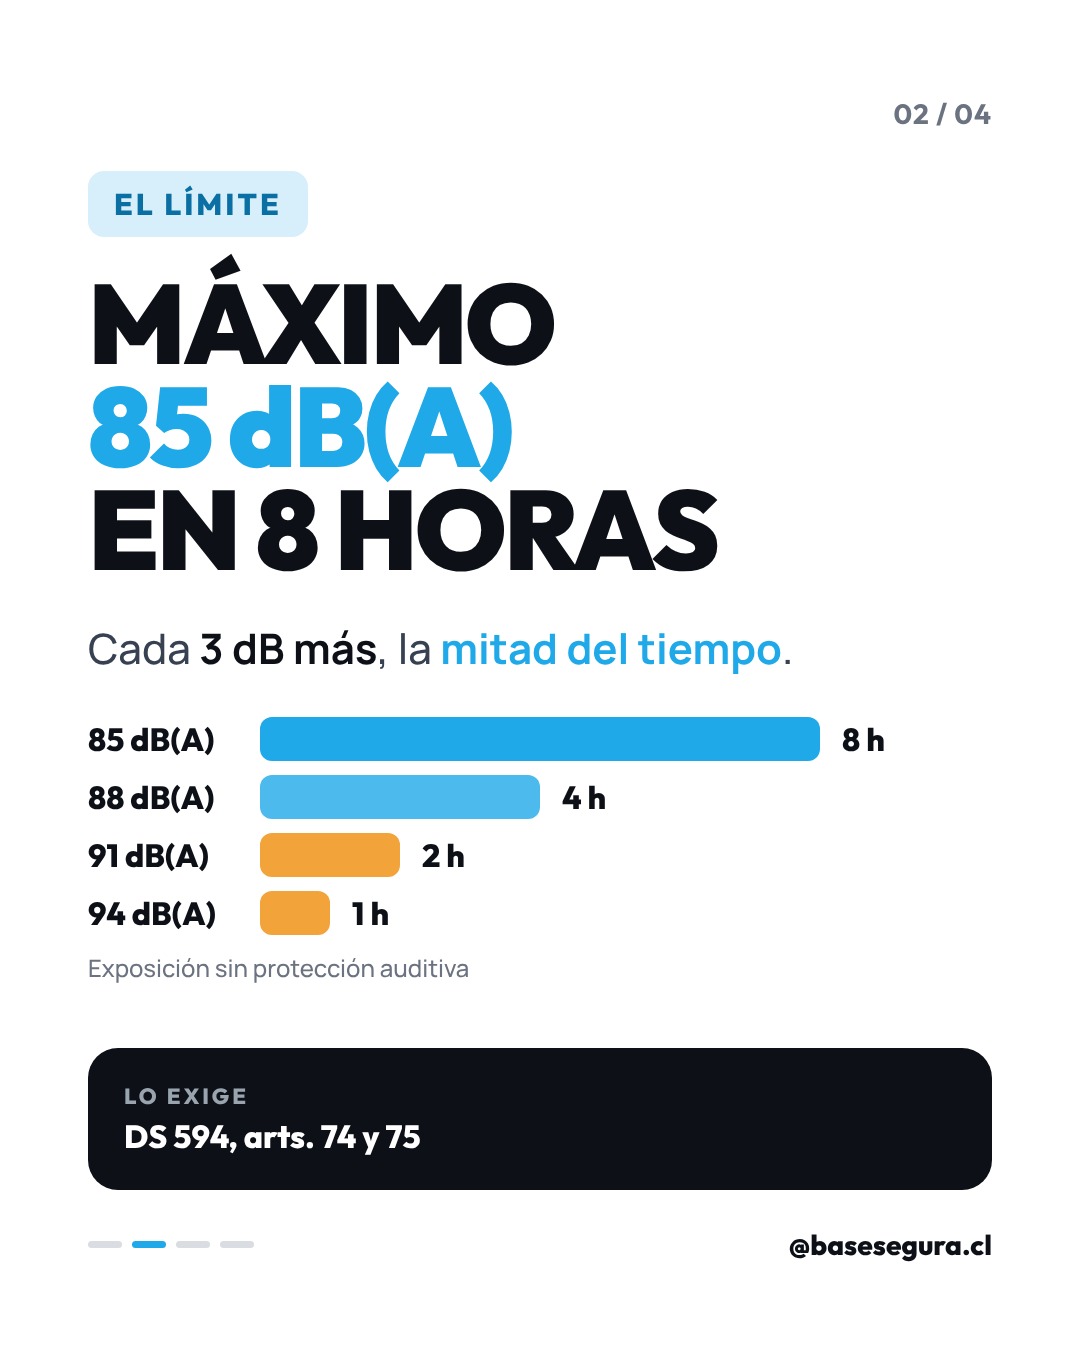 02 / 04
EL LÍMITE
MÁXIMO
85 dB(A)
EN 8 HORAS
Cada 3 dB más, la mitad del tiempo.
85 dB(A) 8 h
88 dB(A) 4 h
91 dB(A) 2 h
94 dB(A) 1 h
Exposición sin protección auditiva
LO EXIGE
DS 594, arts. 74 y 75
@basesegura.cl